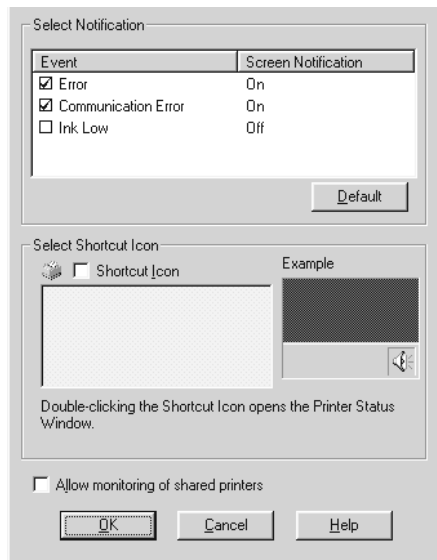 Select Notification
Event Screen Notification
Error On
Communication Error On
Ink Low Off
Default
Select Shortcut Icon
Shortcut Icon
Example
Double-clicking the Shortcut Icon opens the Printer Status
Window.
Allow monitoring of shared printers
OK Cancel Help